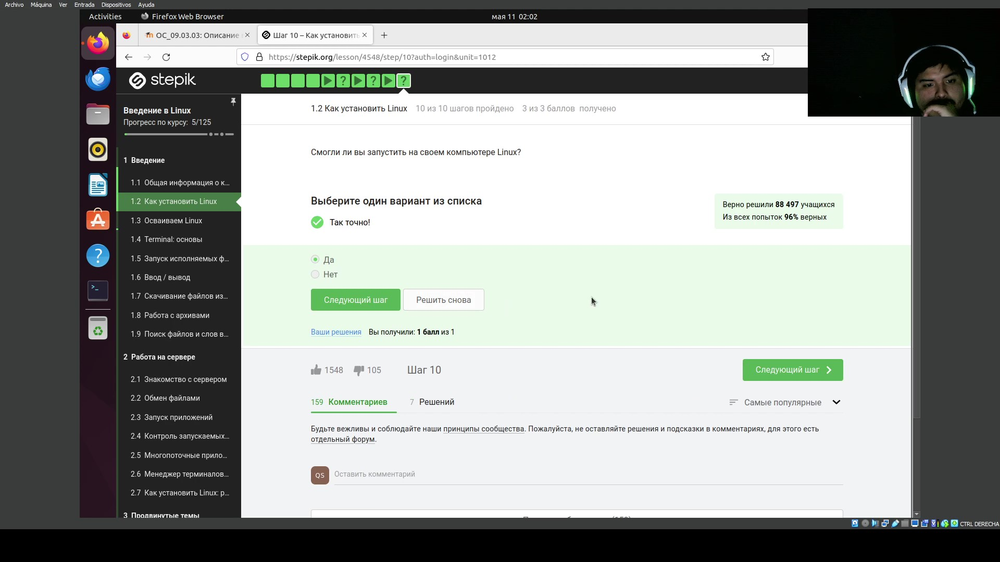 Archivo Máquina Ver Entrada Dispositivos Ayuda
Activities Firefox Web Browser мая 11 02:02
ОС_09.03.03: Описание Шаг 10 – Как установить
https://stepik.org/lesson/4548/step/10?auth=login&unit=1012
stepik
Введение в Linux
Прогресс по курсу: 5/125
1 Введение
1.1 Общая информация о к...
1.2 Как установить Linux
1.3 Осваиваем Linux
1.4 Terminal: основы
1.5 Запуск исполняемых ф...
1.6 Ввод / вывод
1.7 Скачивание файлов из...
1.8 Работа с архивами
1.9 Поиск файлов и слов в...
2 Работа на сервере
2.1 Знакомство с сервером
2.2 Обмен файлами
2.3 Запуск приложений
2.4 Контроль запускаемых...
2.5 Многопоточные прило...
2.6 Менеджер терминалов...
2.7 Как установить Linux: р...
3 Продвинутые темы
1.2 Как установить Linux 10 из 10 шагов пройдено 3 из 3 баллов получено
Смогли ли вы запустить на своем компьютере Linux?
Выберите один вариант из списка
Так точно!
Верно решили 88 497 учащихся
Из всех попыток 96% верных
Да
Нет
Следующий шаг Решить снова
Ваши решения Вы получили: 1 балл из 1
1548 105 Шаг 10 Следующий шаг
159 Комментариев 7 Решений Самые популярные
Будьте вежливы и соблюдайте наши принципы сообщества. Пожалуйста, не оставляйте решения и подсказки в комментариях, для этого есть
отдельный форум.
QS Оставить комментарий
CTRL DERECHA